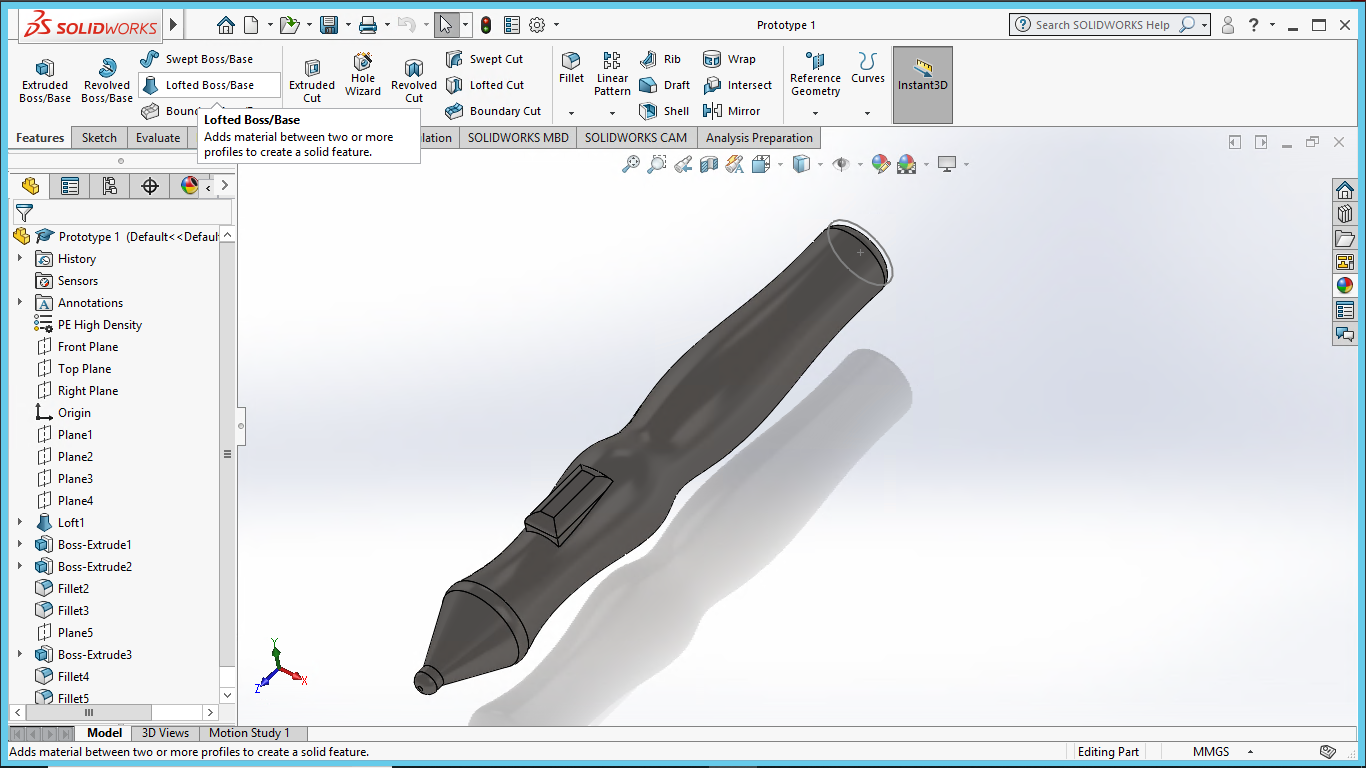 SOLIDWORKS
Prototype 1
Search SOLIDWORKS Help
?
Extruded Boss/Base
Revolved Boss/Base
Swept Boss/Base
Lofted Boss/Base
Extruded Cut
Hole Wizard
Revolved Cut
Swept Cut
Lofted Cut
Boundary Cut
Fillet
Linear Pattern
Rib
Draft
Shell
Wrap
Intersect
Mirror
Reference Geometry
Curves
Instant3D
Lofted Boss/Base
Adds material between two or more
profiles to create a solid feature.
Features
Sketch
Evaluate
SOLIDWORKS MBD
SOLIDWORKS CAM
Analysis Preparation
Prototype 1 (Default<<Defaul
History
Sensors
Annotations
PE High Density
Front Plane
Top Plane
Right Plane
Origin
Plane1
Plane2
Plane3
Plane4
Loft1
Boss-Extrude1
Boss-Extrude2
Fillet2
Fillet3
Plane5
Boss-Extrude3
Fillet4
Fillet5
Y
X
Z
Model
3D Views
Motion Study 1
Adds material between two or more profiles to create a solid feature.
Editing Part
MMGS